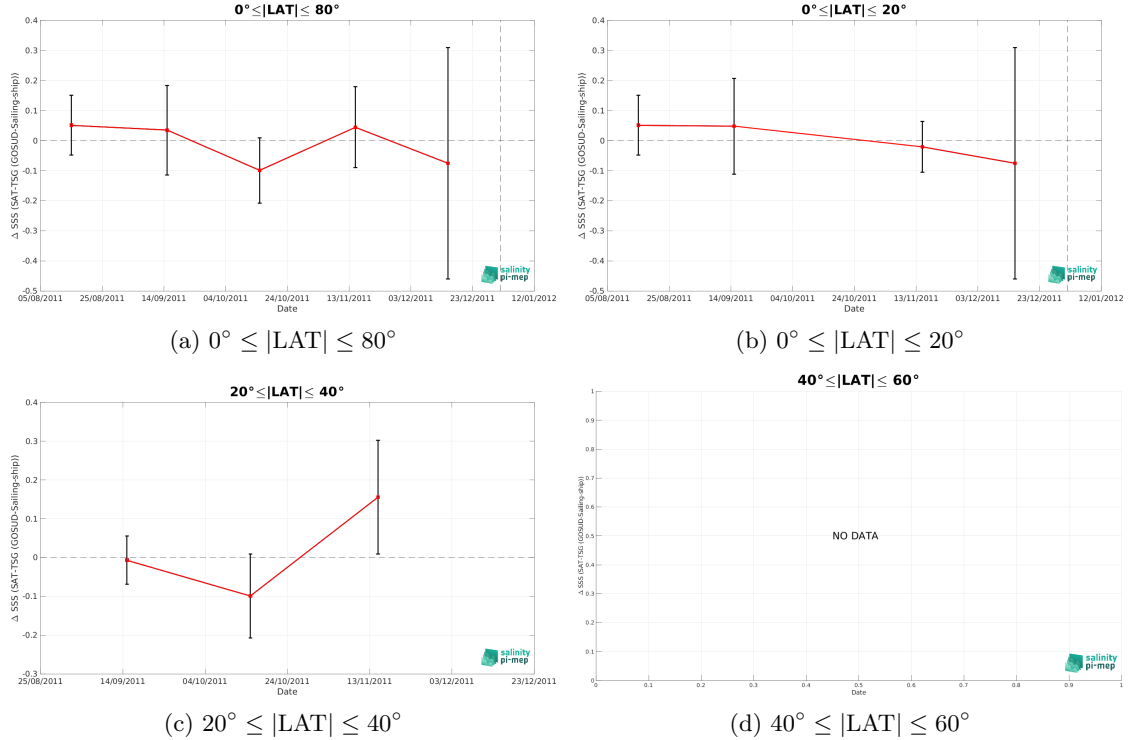 0°≤|LAT|≤ 80°
Δ SSS (SAT-TSG (GOSUD-Sailing-ship))
0.4
0.3
0.2
0.1
0
-0.1
-0.2
-0.3
-0.4
-0.5
05/08/2011 25/08/2011 14/09/2011 04/10/2011 24/10/2011 13/11/2011 03/12/2011 23/12/2011 12/01/2012
Date
salinity
pi-mep
(a) 0° ≤ |LAT| ≤ 80°
0°≤|LAT|≤ 20°
Δ SSS (SAT-TSG (GOSUD-Sailing-ship))
0.4
0.3
0.2
0.1
0
-0.1
-0.2
-0.3
-0.4
-0.5
05/08/2011 25/08/2011 14/09/2011 04/10/2011 24/10/2011 13/11/2011 03/12/2011 23/12/2011 12/01/2012
Date
salinity
pi-mep
(b) 0° ≤ |LAT| ≤ 20°
20°≤|LAT|≤ 40°
Δ SSS (SAT-TSG (GOSUD-Sailing-ship))
0.4
0.3
0.2
0.1
0
-0.1
-0.2
-0.3
25/08/2011 14/09/2011 04/10/2011 24/10/2011 13/11/2011 03/12/2011 23/12/2011
Date
salinity
pi-mep
(c) 20° ≤ |LAT| ≤ 40°
40°≤|LAT|≤ 60°
Δ SSS (SAT-TSG (GOSUD-Sailing-ship))
1
0.9
0.8
0.7
0.6
0.5
0.4
0.3
0.2
0.1
0
NO DATA
0 0.1 0.2 0.3 0.4 0.5 0.6 0.7 0.8 0.9 1
Date
salinity
pi-mep
(d) 40° ≤ |LAT| ≤ 60°